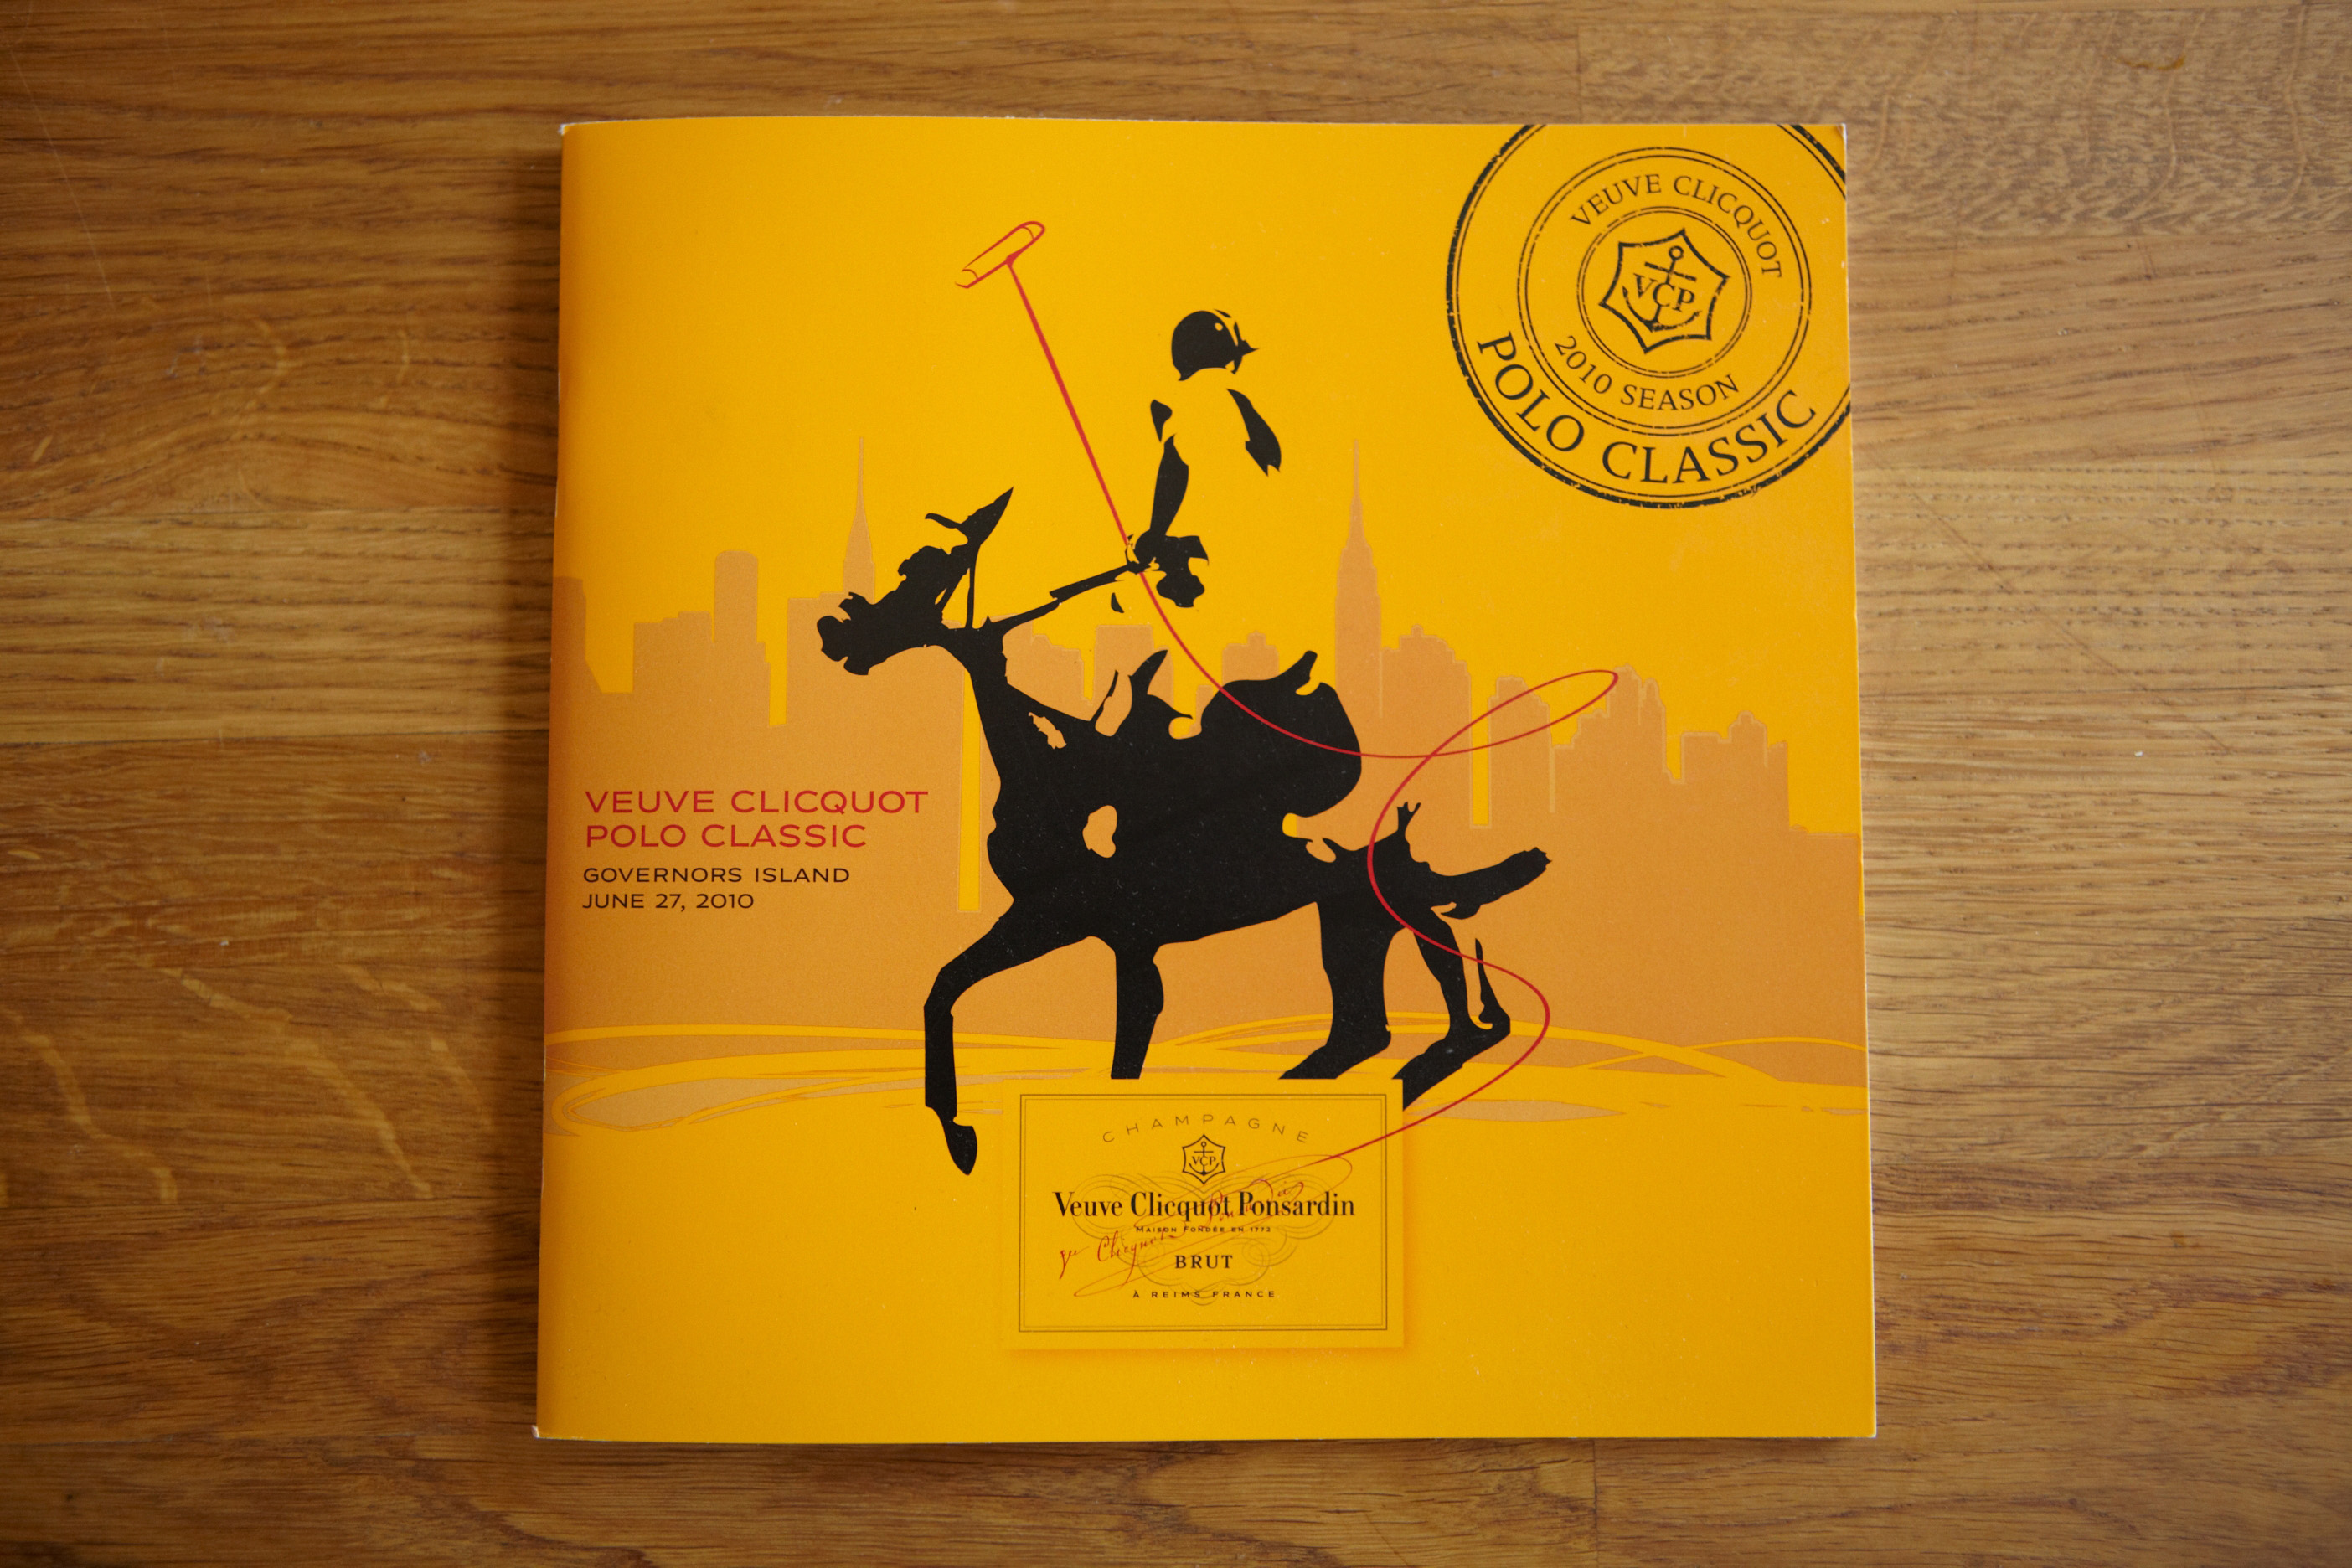 VEUVE CLICQUOT
VCP
2010 SEASON
POLO CLASSIC
VEUVE CLICQUOT
POLO CLASSIC
GOVERNORS ISLAND
JUNE 27, 2010
CHAMPAGNE
VCP
Veuve Clicquot Ponsardin
MAISON FONDÉE EN 1772
BRUT
À REIMS FRANCE